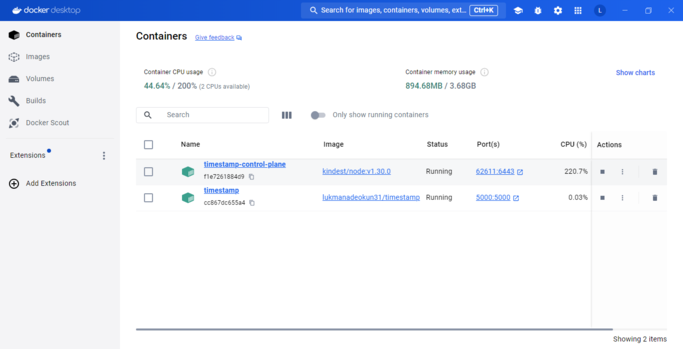 docker desktop
Search for images, containers, volumes, ext... Ctrl+K
L
Containers
Images
Volumes
Builds
Docker Scout
Extensions
Add Extensions
Containers
Give feedback
Container CPU usage
44.64% / 200% (2 CPUs available)
Container memory usage
894.68MB / 3.68GB
Show charts
Search
Only show running containers
Name Image Status Port(s) CPU (%) Actions
timestamp-control-plane
f1e7261884d9
kindest/node:v1.30.0 Running 62611:6443 220.7%
timestamp
cc867dc655a4
lukmanadeokun31/timestamp Running 5000:5000 0.03%
Showing 2 items